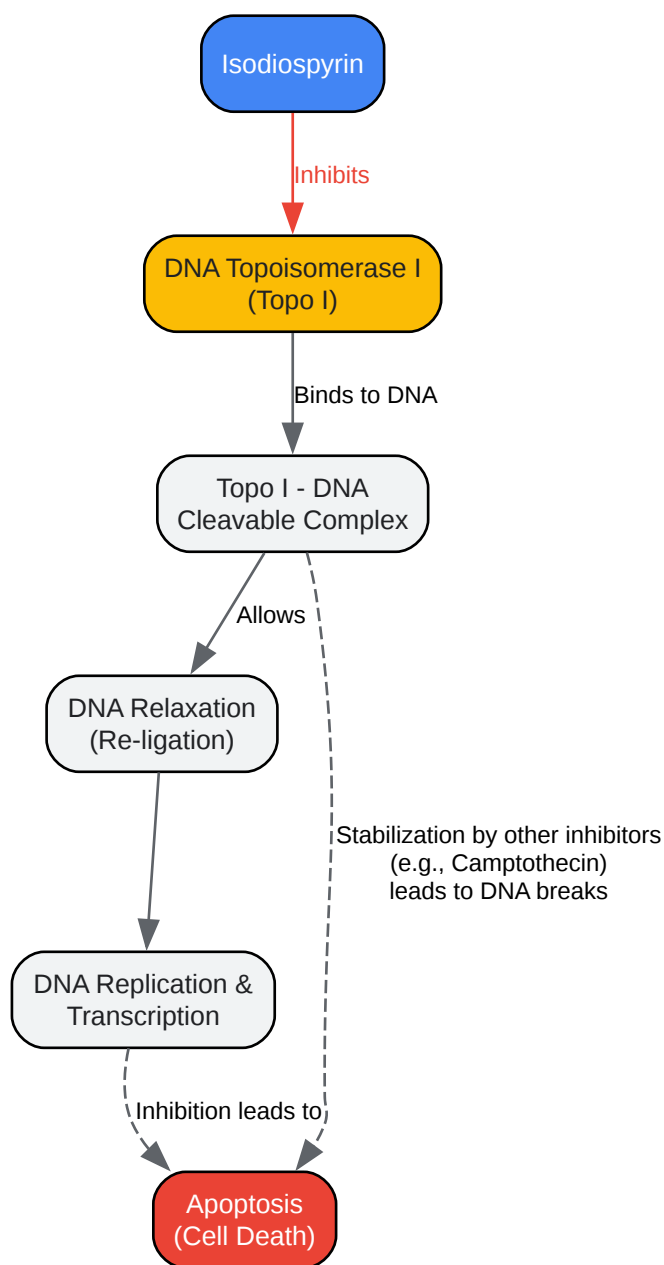 Isodiospyrin
Inhibits
DNA Topoisomerase I
(Topo I)
Binds to DNA
Topo I - DNA
Cleavable Complex
Allows
DNA Relaxation
(Re-ligation)
Stabilization by other inhibitors
(e.g., Camptothecin)
leads to DNA breaks
DNA Replication &
Transcription
Inhibition leads to
Apoptosis
(Cell Death)